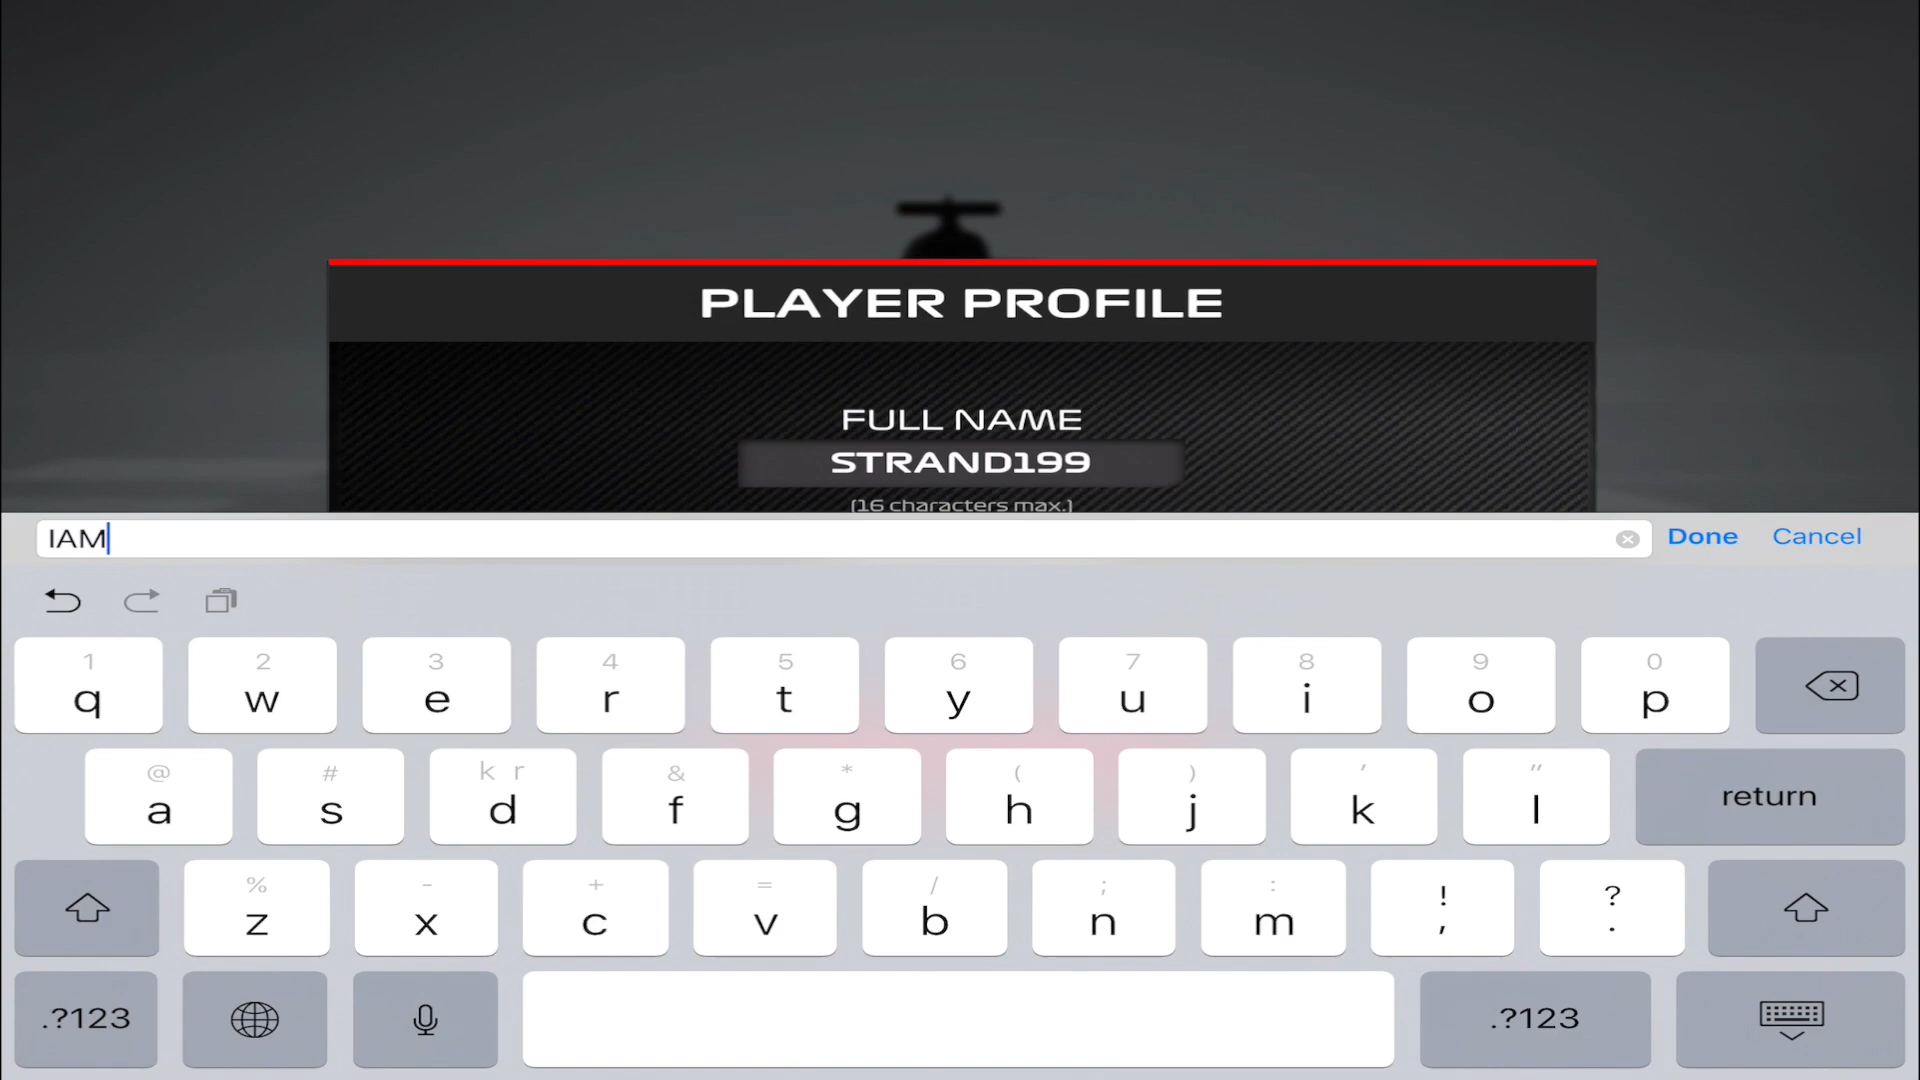 PLAYER PROFILE
FULL NAME
STRAND199
(16 characters max.)
IAM
Done Cancel
1 2 3 4 5 6 7 8 9 0
q w e r t y u i o p
@ # k r & * ( ) ' "
a s d f g h j k l return
% - + = / ; : ! ?
z x c v b n m , .
.?123 .?123